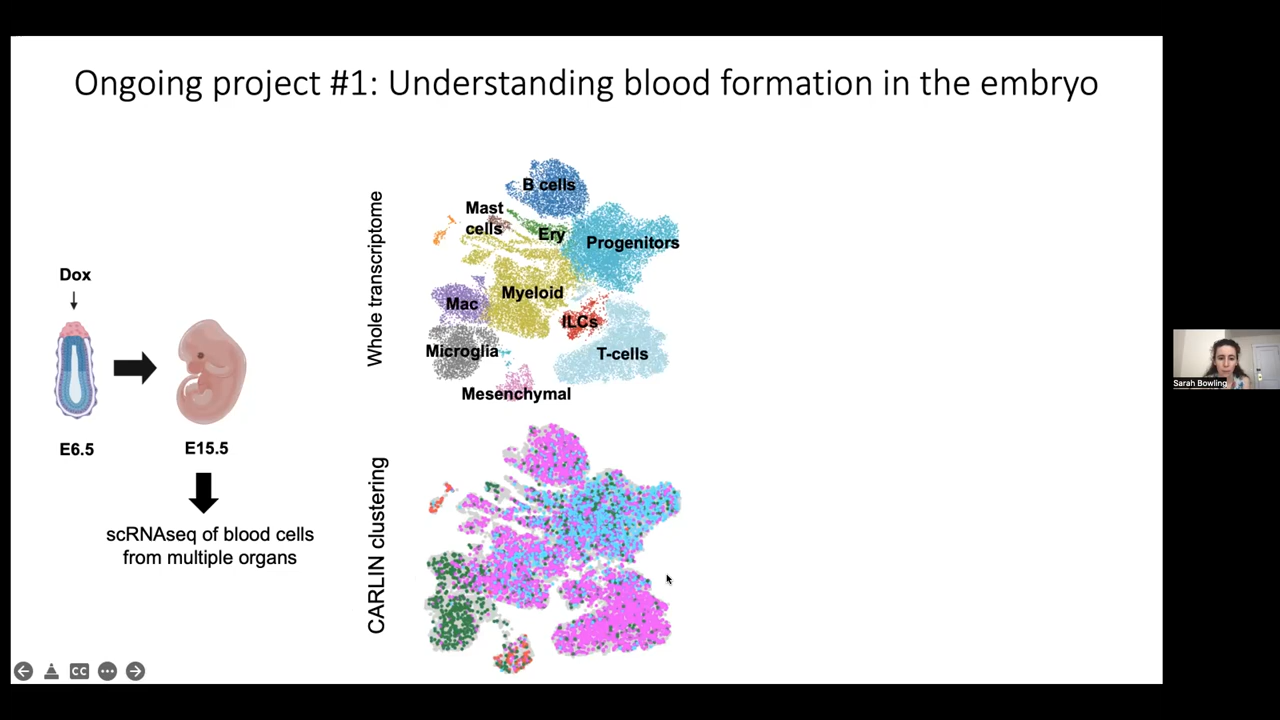 Ongoing project #1: Understanding blood formation in the embryo
Dox
E6.5
E15.5
scRNAseq of blood cells
from multiple organs
Whole transcriptome
B cells
Mast
cells
Ery
Progenitors
Mac
Myeloid
ILCs
Microglia
T-cells
Mesenchymal
CARLIN clustering
CC
Sarah Bowling